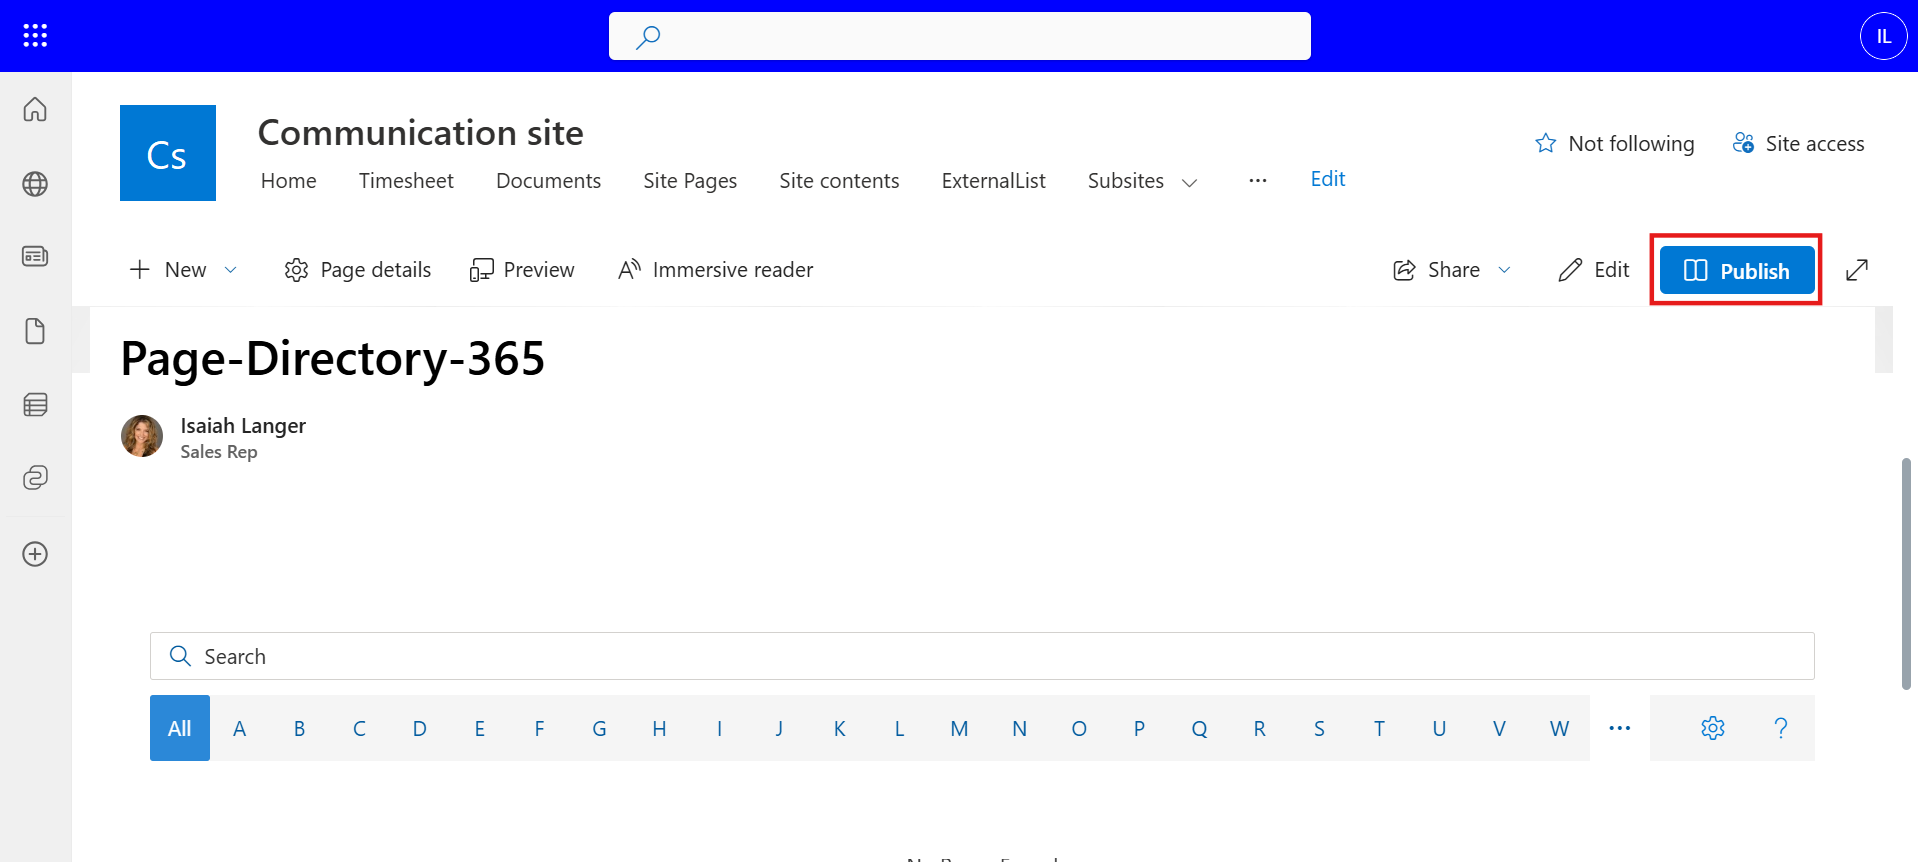 IL
Cs
Communication site
Not following
Site access
Home Timesheet Documents Site Pages Site contents ExternalList Subsites ... Edit
New Page details Preview Immersive reader Share Edit Publish
Page-Directory-365
Isaiah Langer
Sales Rep
Search
All A B C D E F G H I J K L M N O P Q R S T U V W ... ?